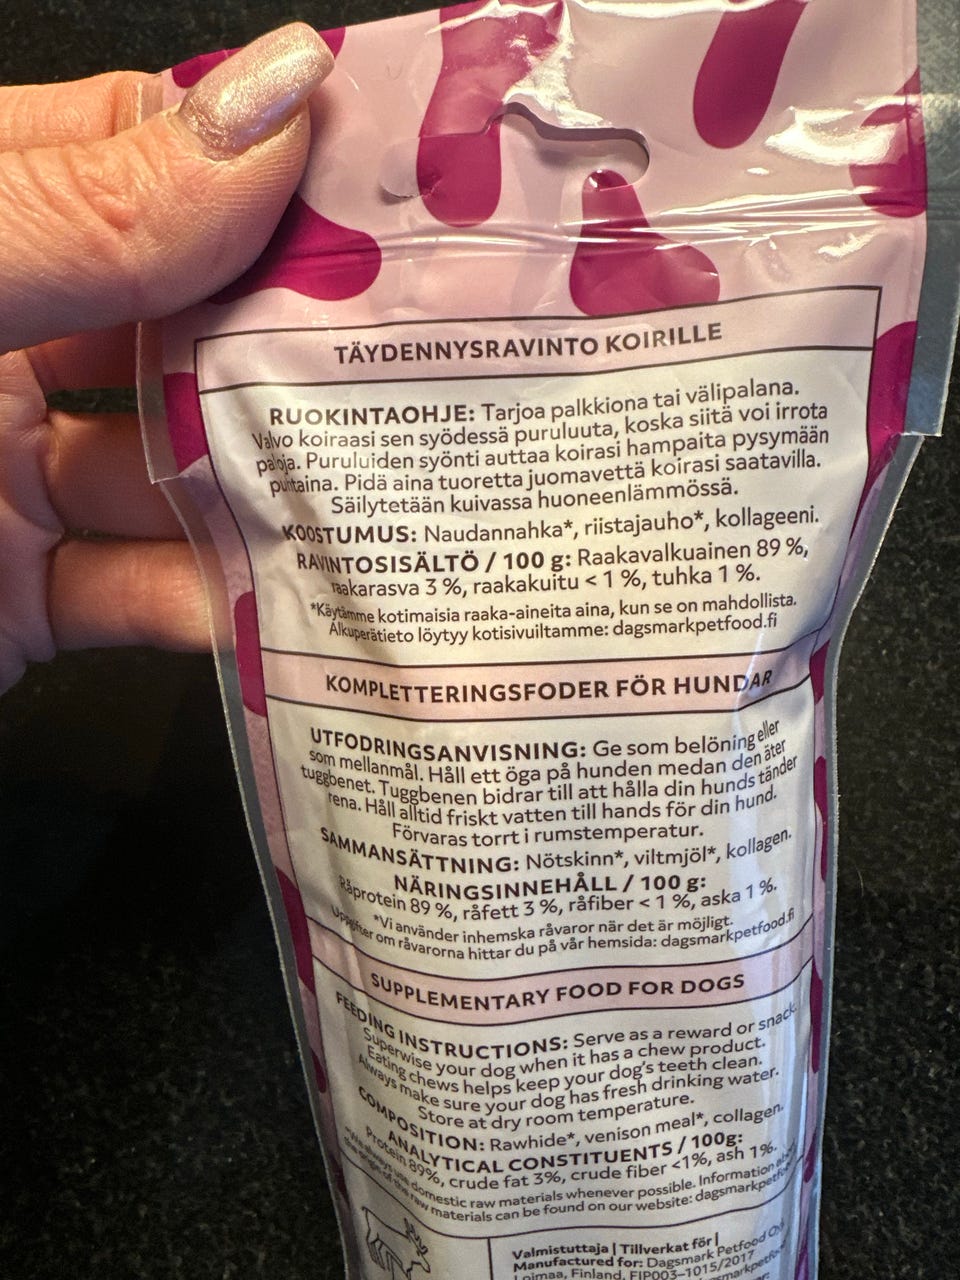 TÄYDENNYSRAVINTO KOIRILLE
RUOKINTAOHJE: Tarjoa palkkiona tai välipalana.
Valvo koiraasi sen syödessä puruluuta, koska siitä voi irrota
paloja. Puruluiden syönti auttaa koirasi hampaita pysymään
puhtaina. Pidä aina tuoretta juomavettä koirasi saatavilla.
Säilytetään kuivassa huoneenlämmössä.
KOOSTUMUS: Naudannahka*, riistajauho*, kollageeni.
RAVINTOSISÄLTÖ / 100 g: Raakavalkuainen 89 %,
raakarasva 3 %, raakakuitu < 1 %, tuhka 1 %.
*Käytämme kotimaisia raaka-aineita aina, kun se on mahdollista.
Alkuperätieto löytyy kotisivuiltamme: dagsmarkpetfood.fi
KOMPLETTERINGSFODER FÖR HUNDAR
UTFODRINGSANVISNING: Ge som belöning eller
som mellanmål. Håll ett öga på hunden medan den äter
tuggbenet. Tuggbenen bidrar till att hålla din hunds tänder
rena. Håll alltid friskt vatten till hands för din hund.
Förvaras torrt i rumstemperatur.
SAMMANSÄTTNING: Nötskinn*, viltmjöl*, kollagen.
NÄRINGSINNEHÅLL / 100 g:
Råprotein 89 %, råfett 3 %, råfiber < 1 %, aska 1 %.
*Vi använder inhemska råvaror när det är möjligt.
Uppgifter om råvarorna hittar du på vår hemsida: dagsmarkpetfood.fi
SUPPLEMENTARY FOOD FOR DOGS
FEEDING INSTRUCTIONS: Serve as a reward or snack.
Superwise your dog when it has a chew product.
Eating chews helps keep your dog's teeth clean.
Always make sure your dog has fresh drinking water.
Store at dry room temperature.
COMPOSITION: Rawhide*, venison meal*, collagen.
ANALYTICAL CONSTITUENTS / 100g:
Protein 89%, crude fat 3%, crude fiber <1%, ash 1%.
*We always use domestic raw materials whenever possible. Information about
the origin of the raw materials can be found on our website:
Valmistuttaja | Tillverkat för |
Manufactured for: Dagsmark Petfood
Loimaa, Finland, FIP003-1015/2017